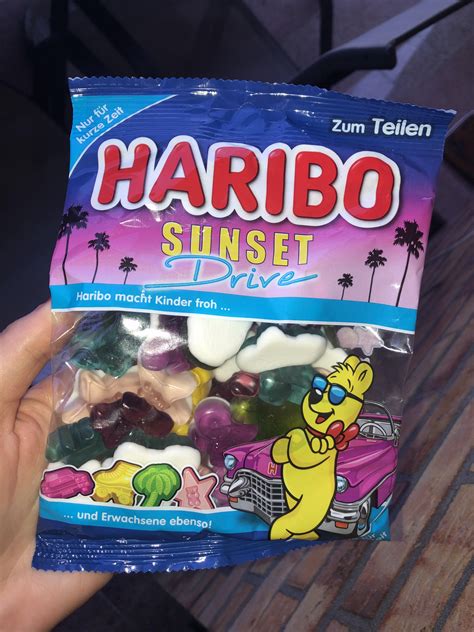 Nur für
kurze Zeit
Zum Teilen
HARIBO
SUNSET
Drive
Haribo macht Kinder froh ...
H
... und Erwachsene ebenso!